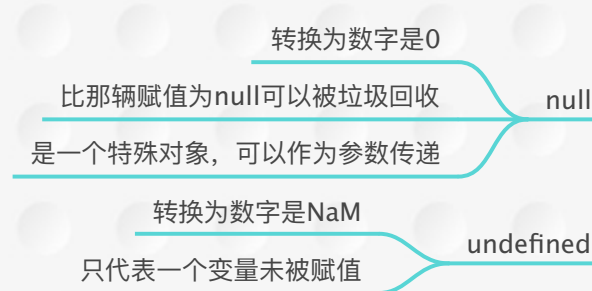 转换为数字是0
比那辆赋值为null可以被垃圾回收
null
是一个特殊对象，可以作为参数传递
转换为数字是NaM
undefined
只代表一个变量未被赋值